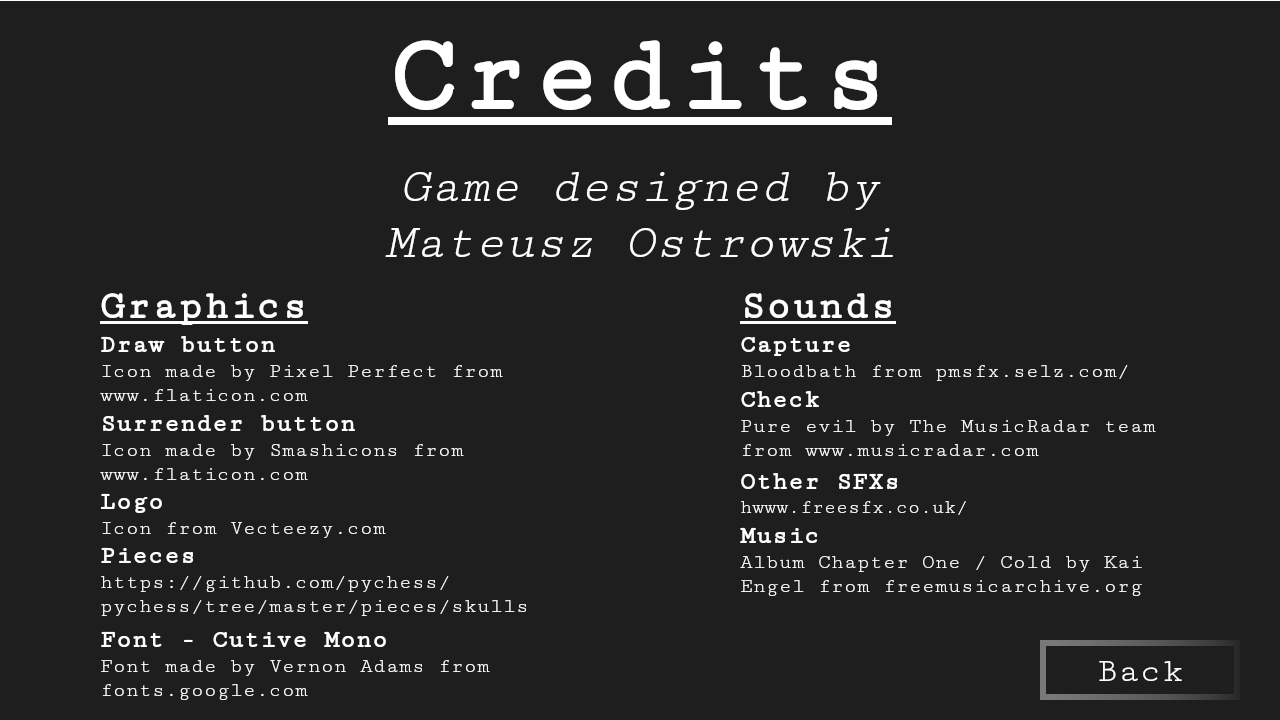 Credits
Game designed by
Mateusz Ostrowski
Graphics
Draw button
Icon made by Pixel Perfect from
www.flaticon.com
Surrender button
Icon made by Smashicons from
www.flaticon.com
Logo
Icon from Vecteezy.com
Pieces
https://github.com/pychess/
pychess/tree/master/pieces/skulls
Font - Cutive Mono
Font made by Vernon Adams from
fonts.google.com
Sounds
Capture
Bloodbath from pmsfx.selz.com/
Check
Pure evil by The MusicRadar team
from www.musicradar.com
Other SFXs
hwww.freesfx.co.uk/
Music
Album Chapter One / Cold by Kai
Engel from freemusicarchive.org
Back